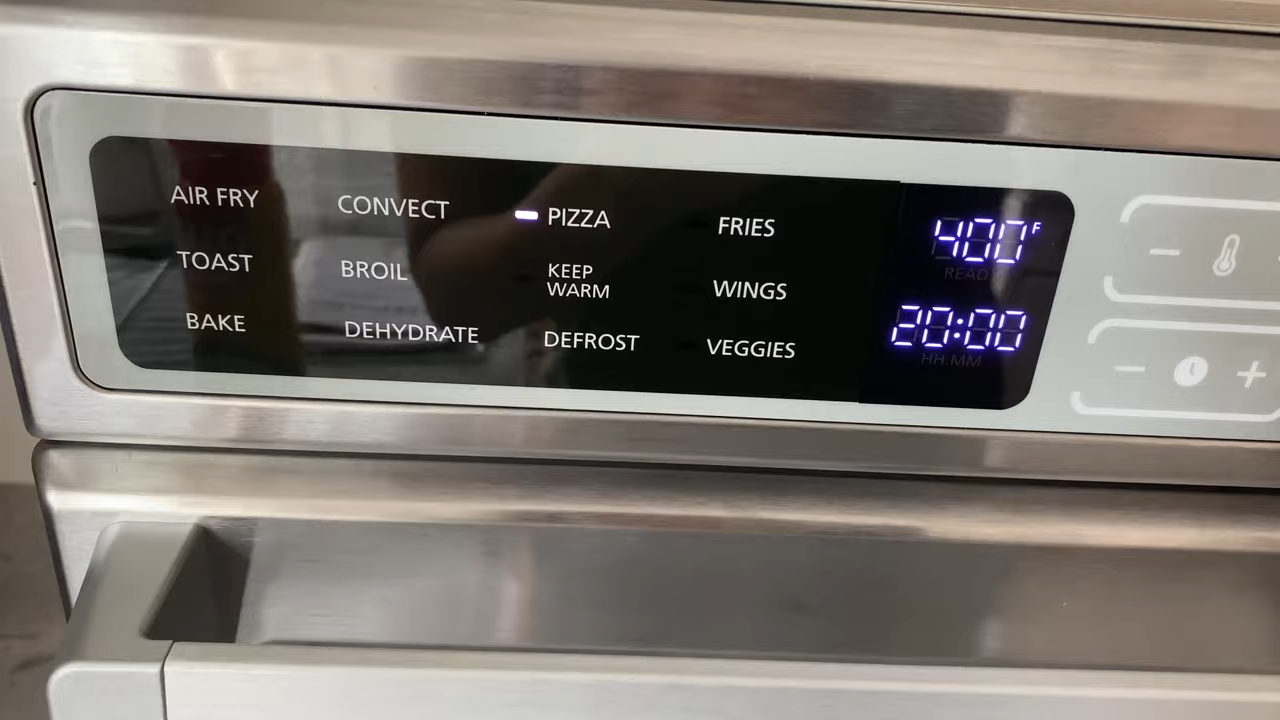 AIR FRY
CONVECT
PIZZA
FRIES
400°F
READY
TOAST
BROIL
KEEP
WARM
WINGS
20:00
HH.MM
BAKE
DEHYDRATE
DEFROST
VEGGIES